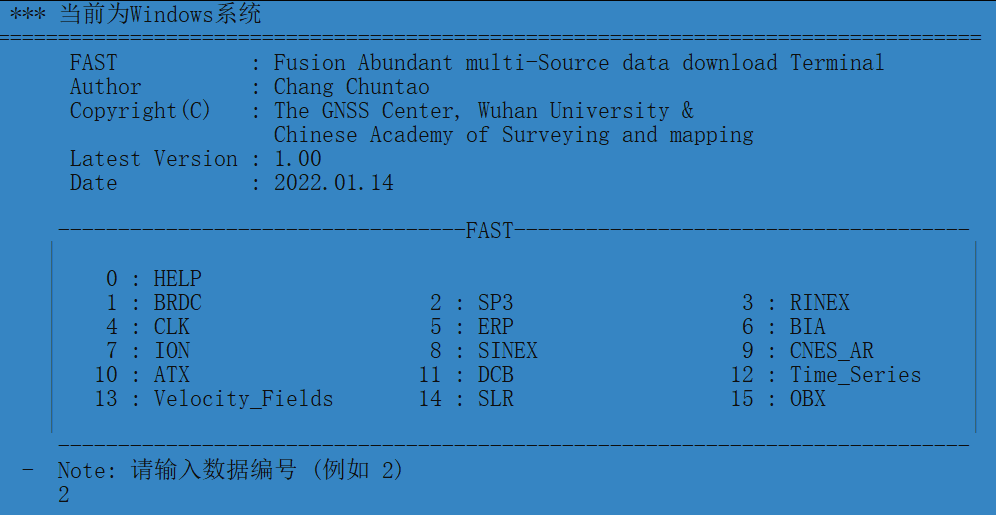 *** 当前为Windows系统
==================================================================================
FAST : Fusion Abundant multi-Source data download Terminal
Author : Chang Chuntao
Copyright(C) : The GNSS Center, Wuhan University &
Chinese Academy of Surveying and mapping
Latest Version : 1.00
Date : 2022.01.14
----------------------------------FAST--------------------------------------
0 : HELP
1 : BRDC 2 : SP3 3 : RINEX
4 : CLK 5 : ERP 6 : BIA
7 : ION 8 : SINEX 9 : CNES_AR
10 : ATX 11 : DCB 12 : Time_Series
13 : Velocity_Fields 14 : SLR 15 : OBX
----------------------------------------------------------------------------
- Note: 请输入数据编号 (例如 2)
2